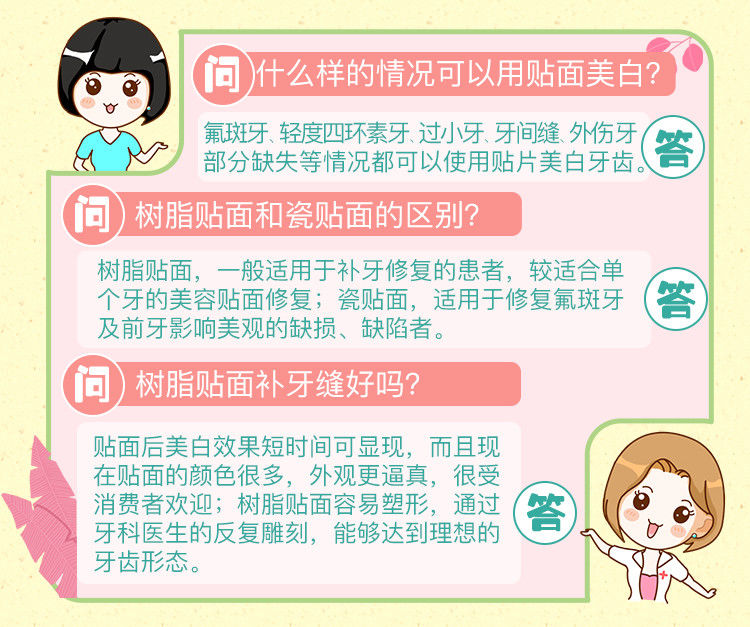 问 什么样的情况可以用贴面美白?
氟斑牙、轻度四环素牙、过小牙、牙间缝、外伤牙
部分缺失等情况都可以使用贴片美白牙齿。
答
问 树脂贴面和瓷贴面的区别?
树脂贴面，一般适用于补牙修复的患者，较适合单
个牙的美容贴面修复；瓷贴面，适用于修复氟斑牙
及前牙影响美观的缺损、缺陷者。
答
问 树脂贴面补牙缝好吗?
贴面后美白效果短时间可显现，而且现
在贴面的颜色很多，外观更逼真，很受
消费者欢迎；树脂贴面容易塑形，通过
牙科医生的反复雕刻，能够达到理想的
牙齿形态。
答